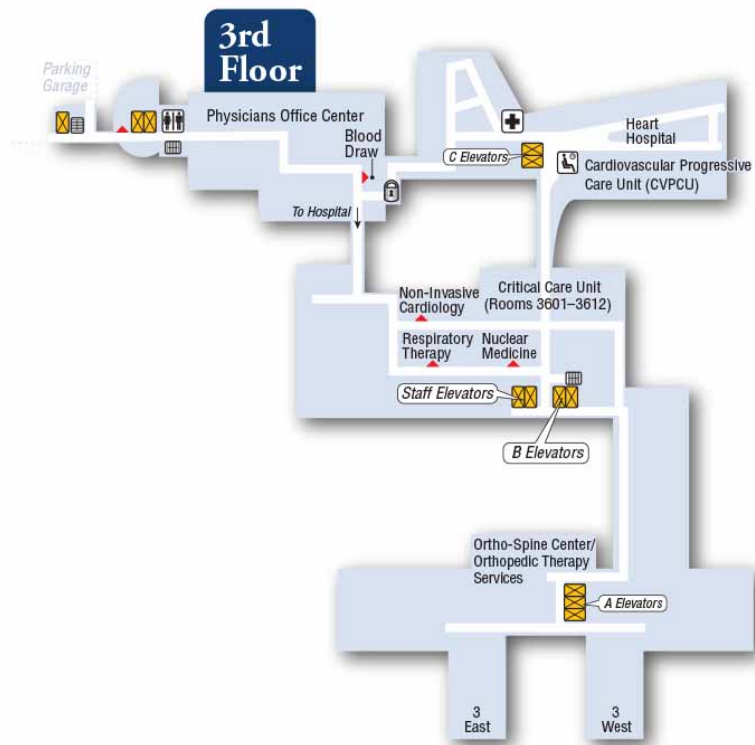 3rd
Floor
Parking
Garage
Physicians Office Center
Blood
Draw
Heart
Hospital
C Elevators
Cardiovascular Progressive
Care Unit (CVPCU)
To Hospital
Critical Care Unit
(Rooms 3601–3612)
Non-Invasive
Cardiology
Respiratory
Therapy
Nuclear
Medicine
Staff Elevators
B Elevators
Ortho-Spine Center/
Orthopedic Therapy
Services
A Elevators
3
East
3
West